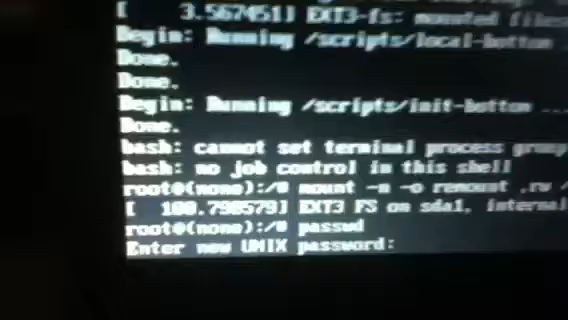 [ 3.567451] EXT3-fs: mounted files
Begin: Running /scripts/local-bottom ..
Done.
Done.
Begin: Running /scripts/init-bottom ...
Done.
bash: cannot set terminal process group
bash: no job control in this shell
root@(none):/# mount -n -o remount ,rw /
[ 100.790579] EXT3 FS on sda1, internal
root@(none):/# passwd
Enter new UNIX password: